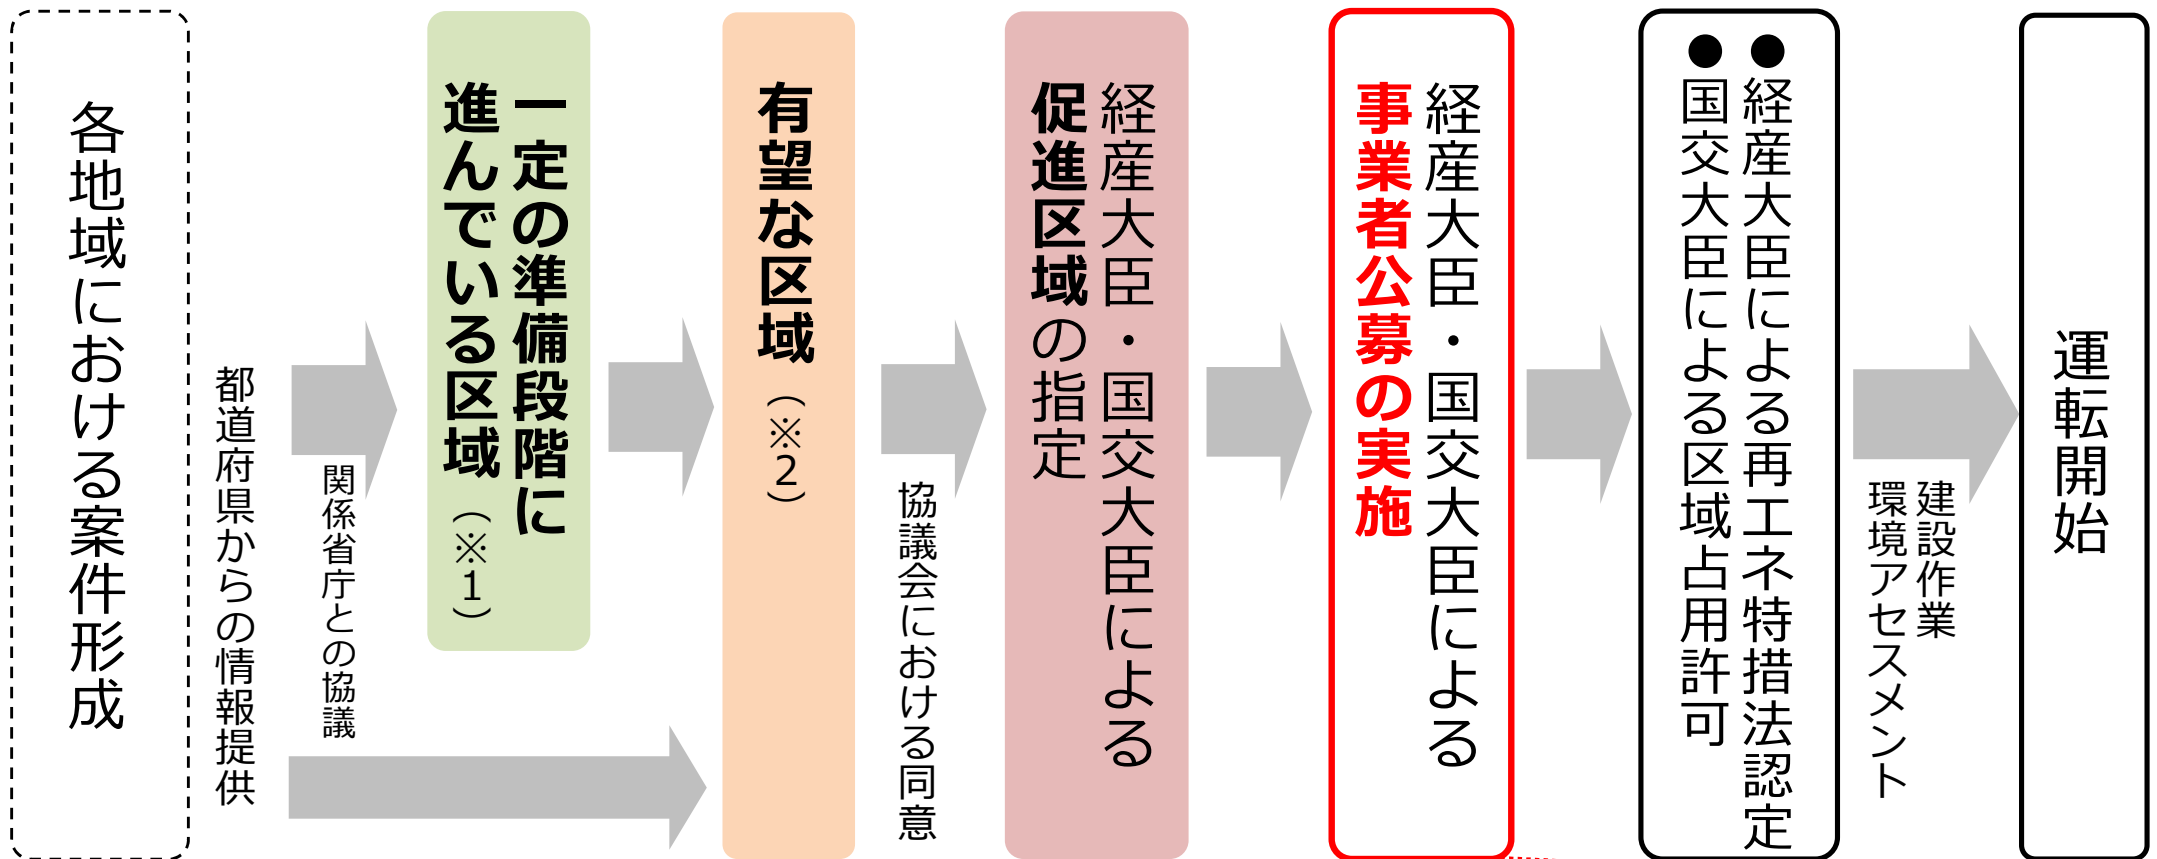 各地域における案件形成
都道府県からの情報提供
関係省庁との協議
一定の準備段階に
進んでいる区域（※１）
有望な区域（※２）
協議会における同意
経産大臣・国交大臣による
促進区域の指定
経産大臣・国交大臣による
事業者公募の実施
●経産大臣による再エネ特措法認定
●国交大臣による区域占用許可
建設作業
環境アセスメント
運転開始